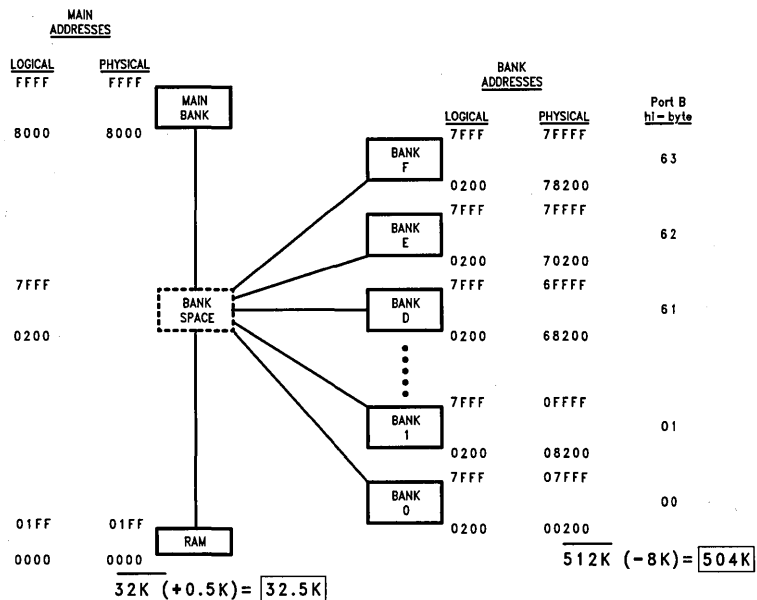 MAIN
ADDRESSES
LOGICAL PHYSICAL
FFFF FFFF
MAIN
BANK
8000 8000
7FFF
BANK
SPACE
0200
01FF 01FF
RAM
0000 0000
32K (+0.5K)= 32.5K
BANK
ADDRESSES
LOGICAL PHYSICAL Port B
hi-byte
7FFF 7FFFF
BANK
F
63
0200 78200
7FFF 7FFFF
BANK
E
62
0200 70200
7FFF 6FFFF
BANK
D
61
0200 68200
7FFF 0FFFF
BANK
1
01
0200 08200
7FFF 07FFF
BANK
0
00
0200 00200
512K (-8K)= 504K